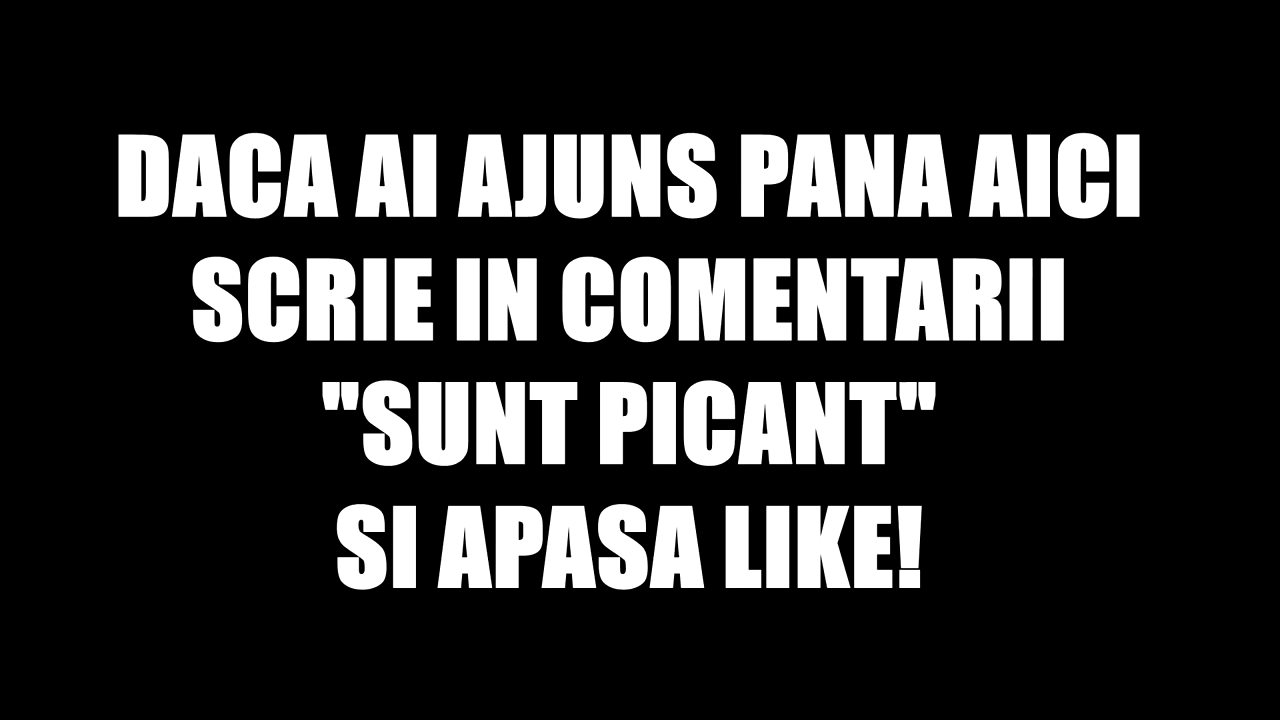 DACA AI AJUNS PANA AICI
SCRIE IN COMENTARII
"SUNT PICANT"
SI APASA LIKE!